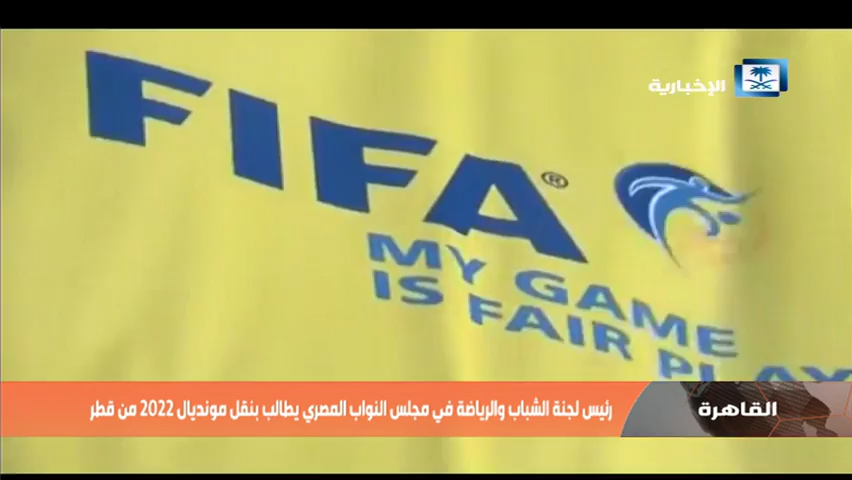 الإخبارية
FIFA®
MY GAME
IS FAIR PLAY
القاهرة
رئيس لجنة الشباب والرياضة في مجلس النواب المصري يطالب بنقل مونديال 2022 من قطر